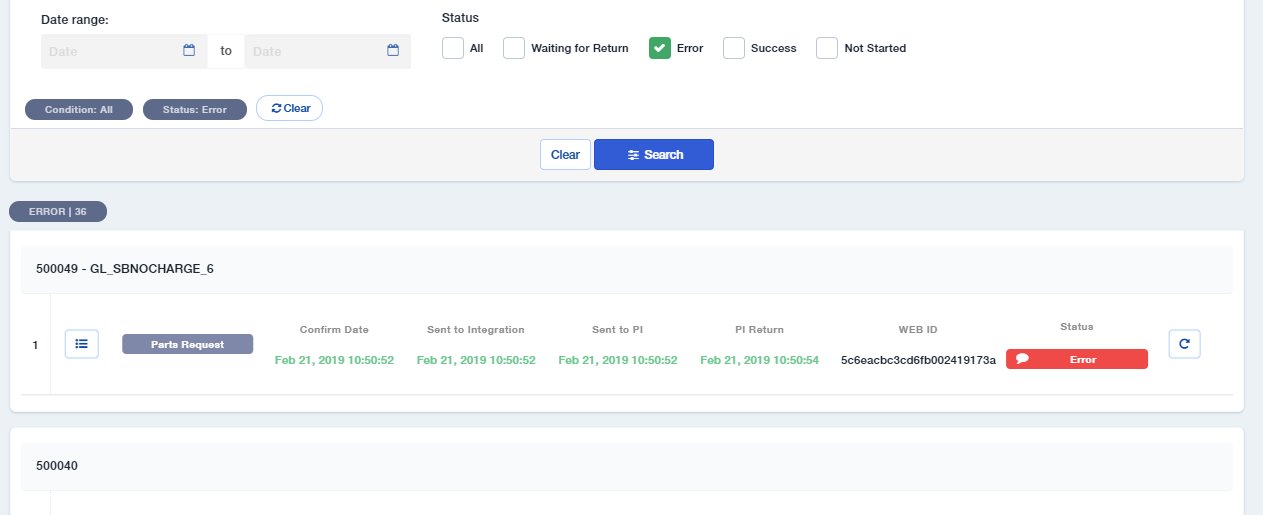 Date range:
Status
Date to Date
All Waiting for Return Error Success Not Started
Condition: All Status: Error Clear
Clear Search
ERROR | 36
500049 - GL_SBNOCHARGE_6
Confirm Date Sent to Integration Sent to PI PI Return WEB ID Status
1 Parts Request
Feb 21, 2019 10:50:52 Feb 21, 2019 10:50:52 Feb 21, 2019 10:50:52 Feb 21, 2019 10:50:54 5c6eacbc3cd6fb002419173a Error
500040